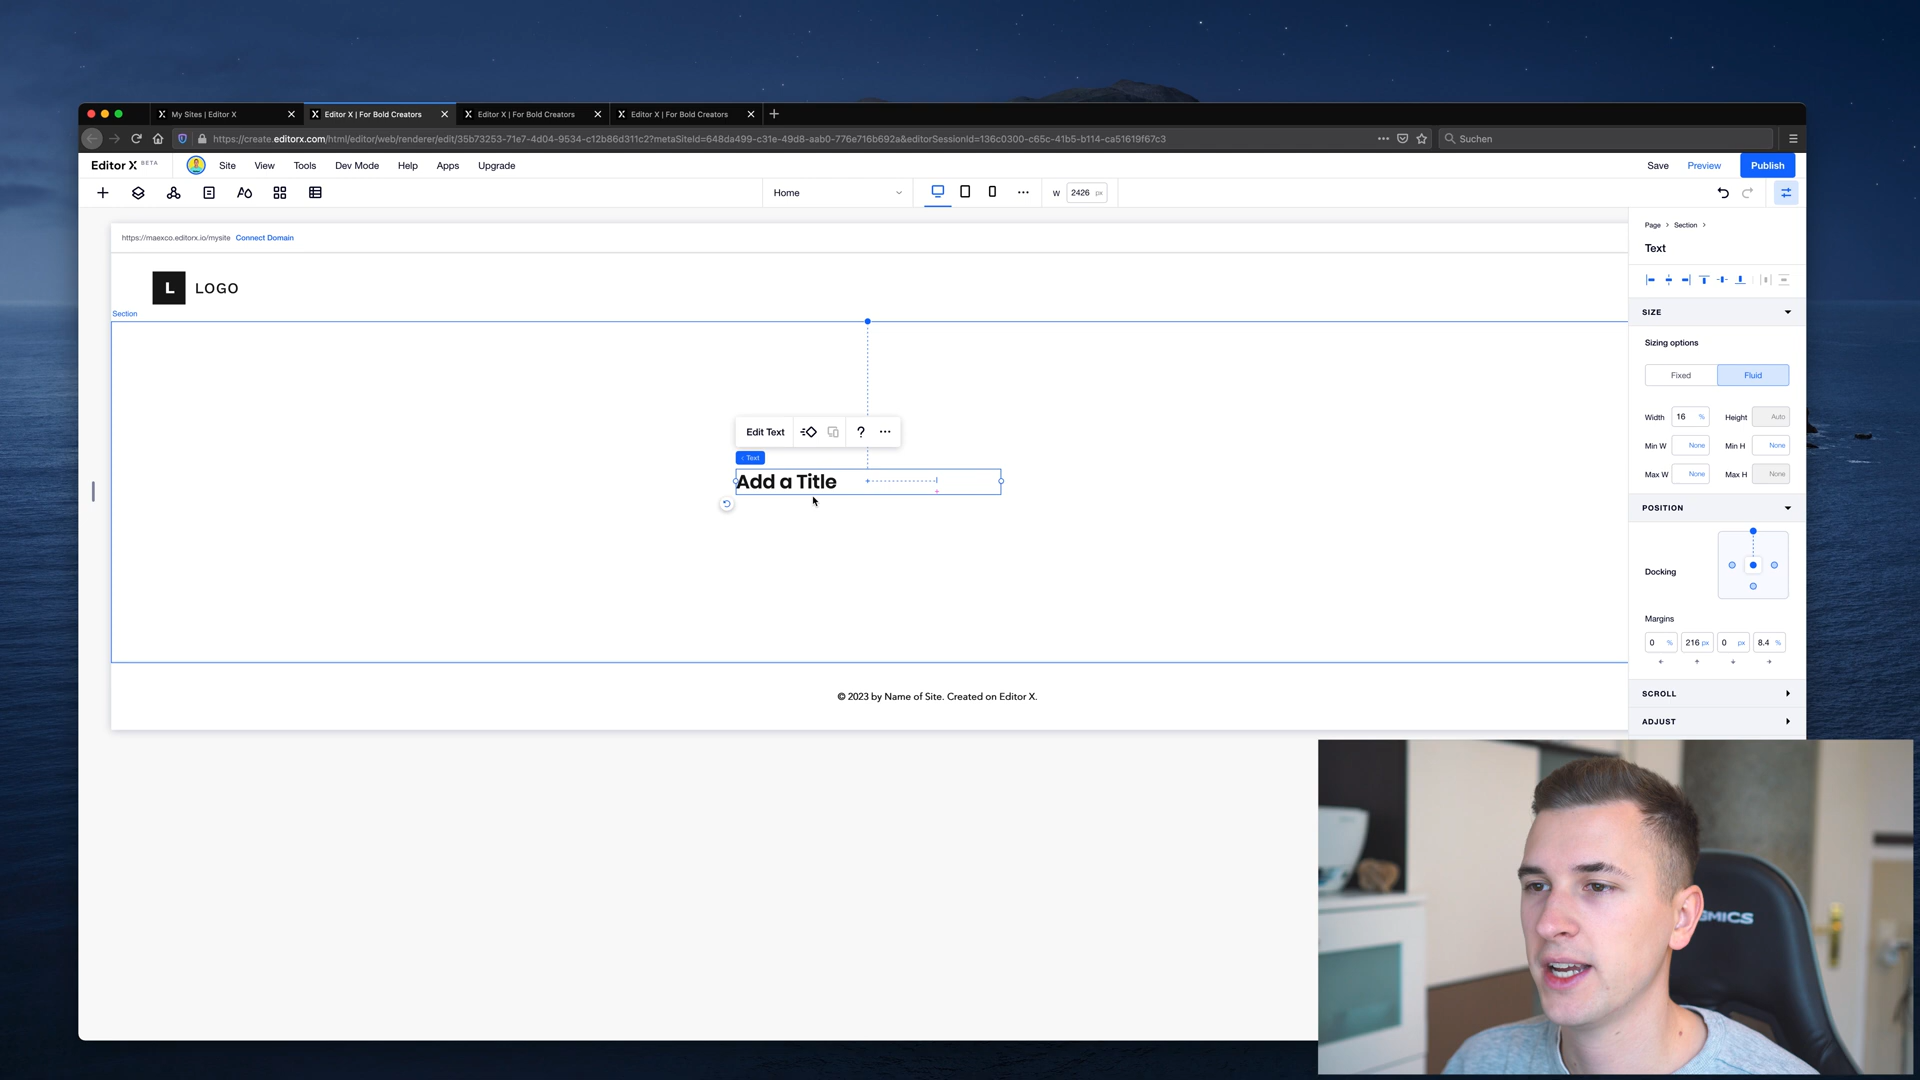 My Sites | Editor X
Editor X | For Bold Creators
Editor X | For Bold Creators
Editor X | For Bold Creators
https://create.editorx.com/html/editor/web/renderer/edit/35b73253-71e7-4d04-9534-c12b86d311c2?metaSiteId=648da499-c31e-49d8-aab0-776e716b692a&editorSessionId=136c0300-c65c-41b5-b114-ca51619f67c3
Suchen
Editor X BETA
Site
View
Tools
Dev Mode
Help
Apps
Upgrade
Save
Preview
Publish
Home
W 2426 px
https://maexco.editorx.io/mysite Connect Domain
L LOGO
Section
Edit Text
?
< Text
Add a Title
© 2023 by Name of Site. Created on Editor X.
Page > Section >
Text
SIZE
Sizing options
Fixed Fluid
Width 16 % Height Auto
Min W None Min H None
Max W None Max H None
POSITION
Docking
Margins
0 % 216 px 0 px 8.4 %
SCROLL
ADJUST
GMICS